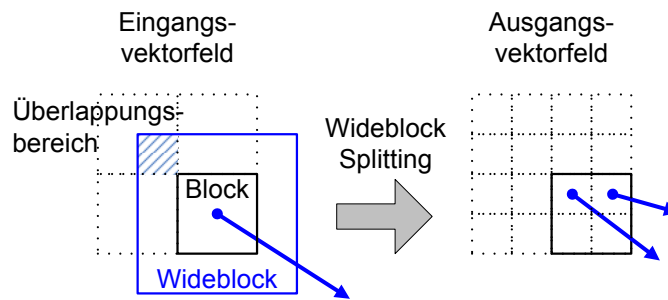 Eingangs-
vektorfeld
Ausgangs-
vektorfeld
Überlappungs-
bereich
Wideblock
Splitting
Block
Wideblock